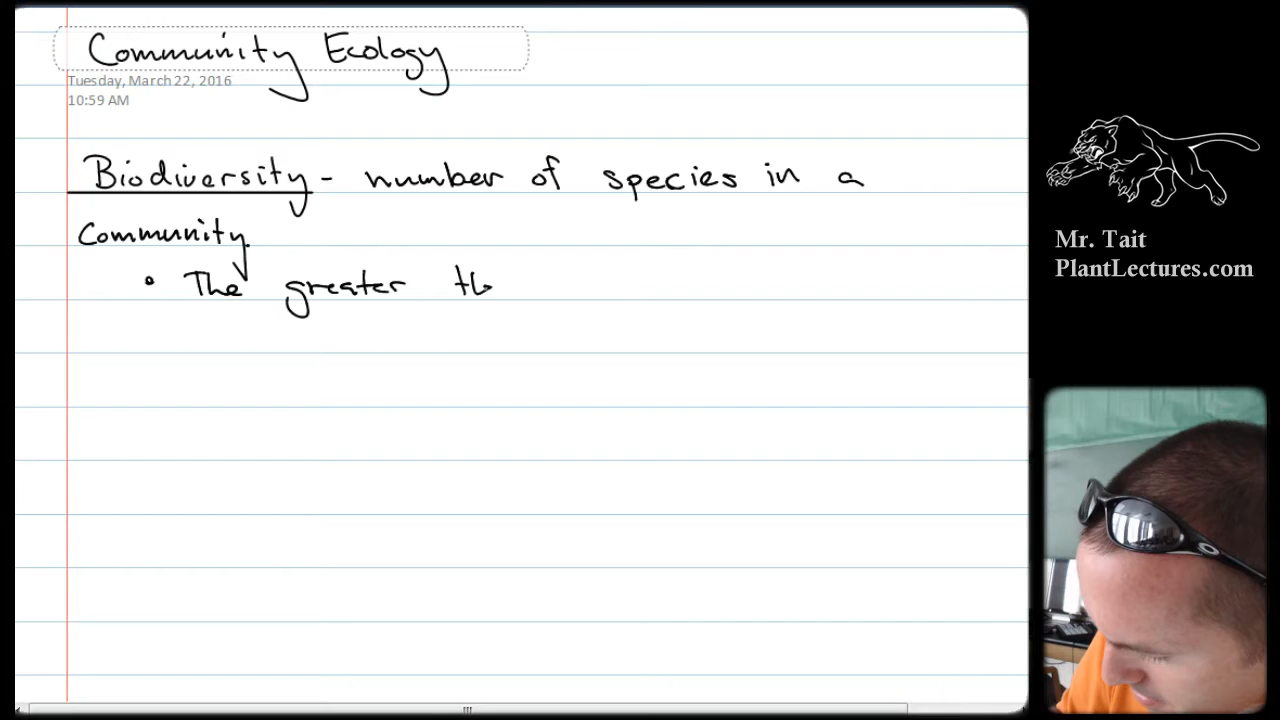 Community Ecology
Tuesday, March 22, 2016
10:59 AM
Biodiversity - number of species in a
Community
• The greater th
Mr. Tait
PlantLectures.com